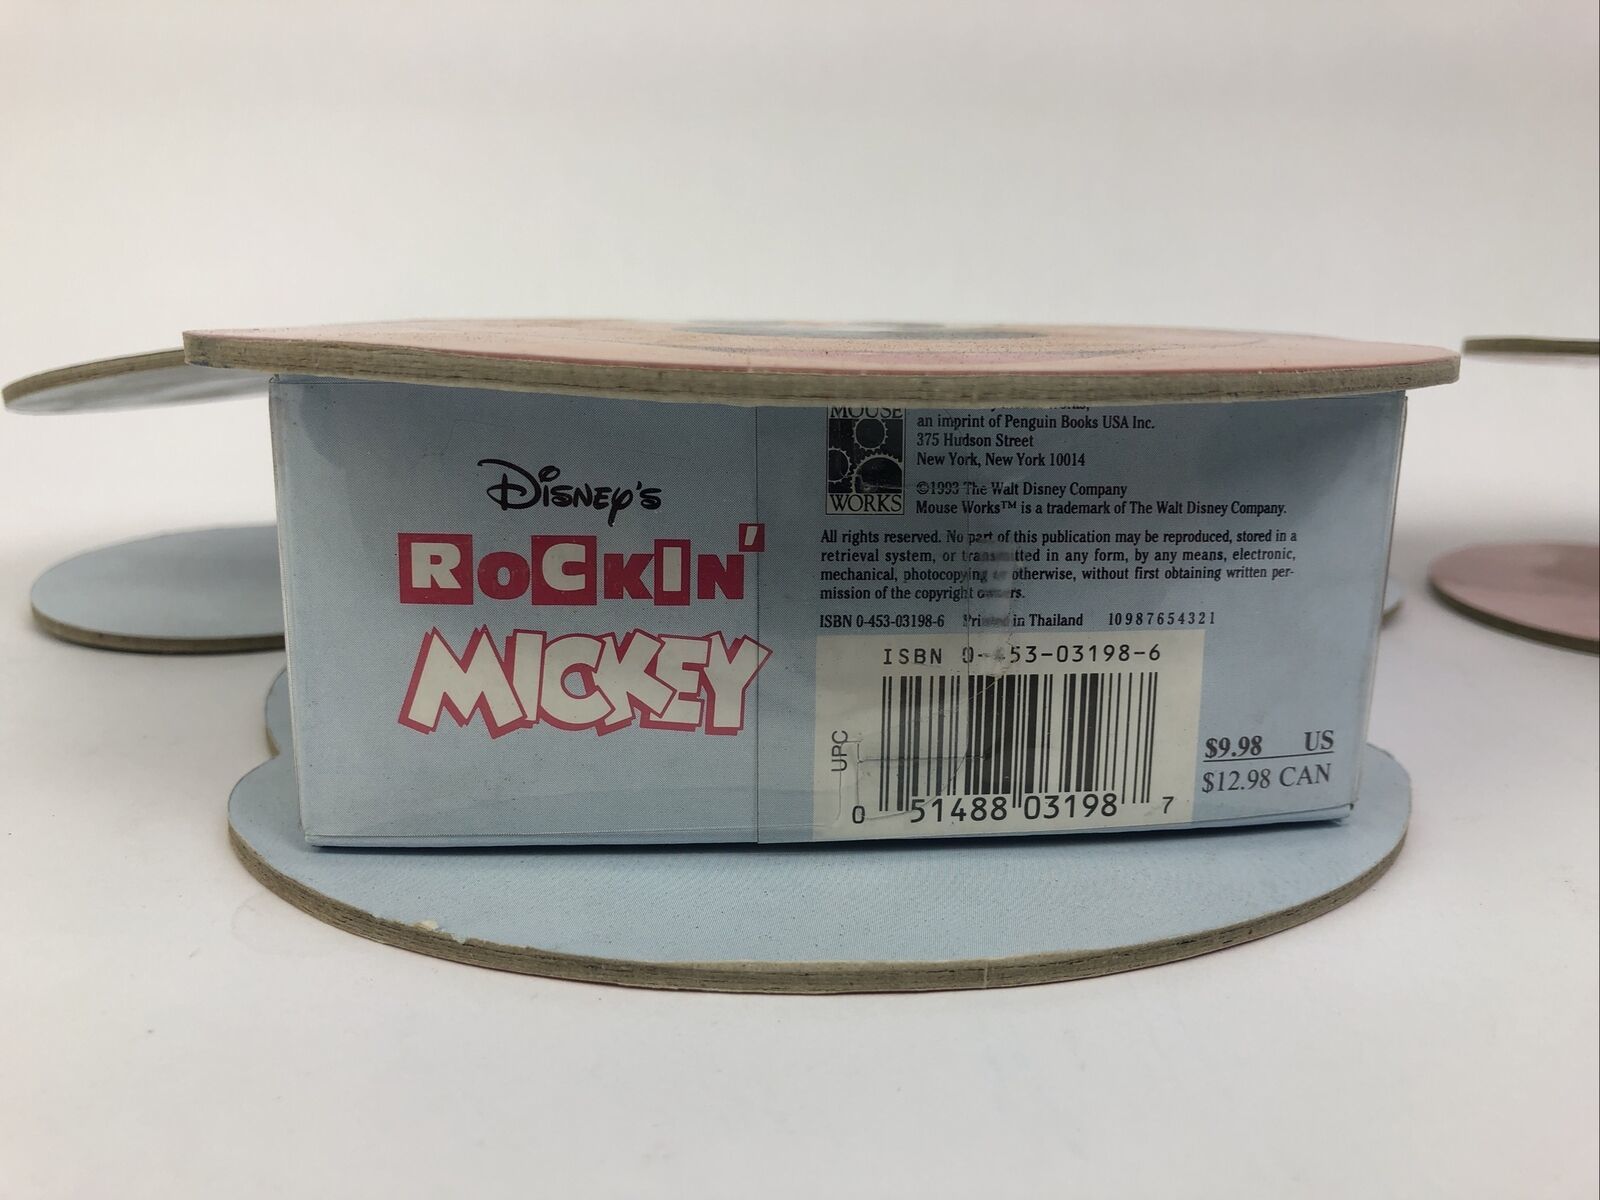 Disney's
ROCKIN'
MICKEY
MOUSE
WORKS
an imprint of Penguin Books USA Inc.
375 Hudson Street
New York, New York 10014
©1993 The Walt Disney Company
Mouse Works™ is a trademark of The Walt Disney Company.
All rights reserved. No part of this publication may be reproduced, stored in a
retrieval system, or transmitted in any form, by any means, electronic,
mechanical, photocopying or otherwise, without first obtaining written per-
mission of the copyright owners.
ISBN 0-453-03198-6 Printed in Thailand 10987654321
ISBN 0-453-03198-6
UPC
0 51488 03198 7
$9.98 US
$12.98 CAN